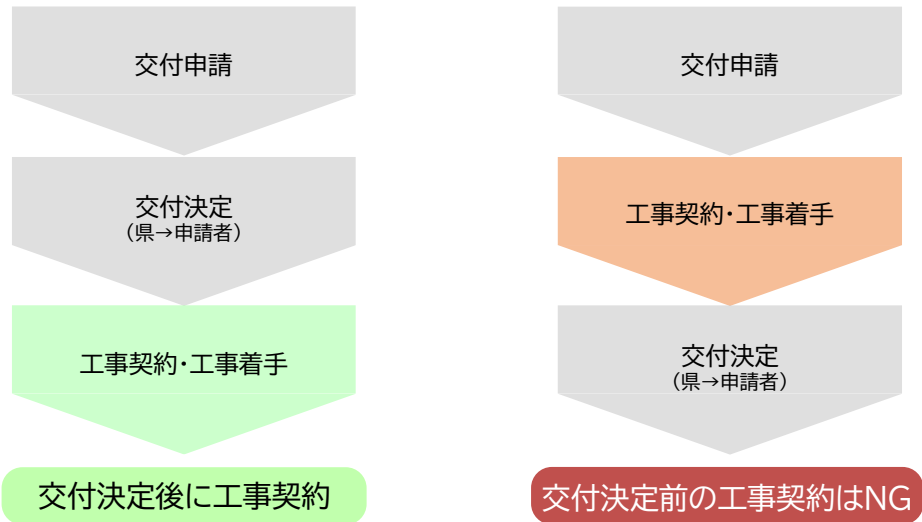 交付申請
交付決定
（県→申請者）
工事契約・工事着手
交付決定後に工事契約
交付申請
工事契約・工事着手
交付決定
（県→申請者）
交付決定前の工事契約はNG